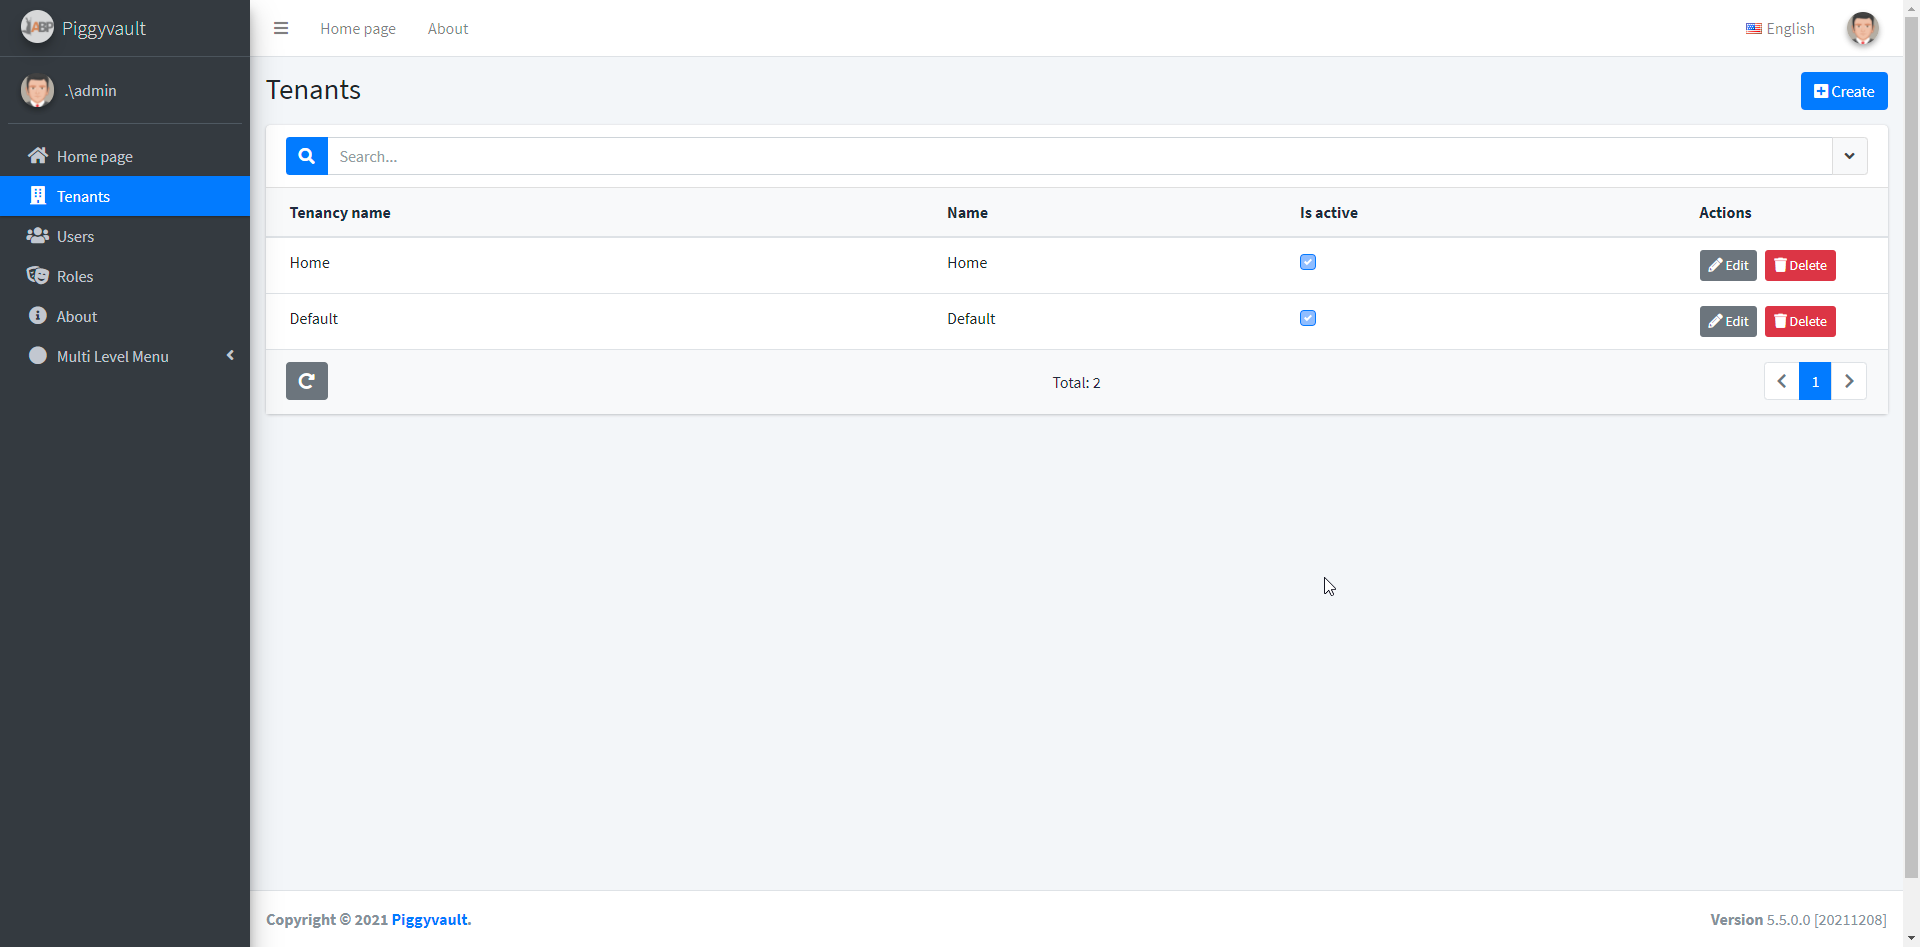 Piggyvault
Home page
About
English
.\admin
Home page
Tenants
Users
Roles
About
Multi Level Menu
Tenants
Create
Search...
Tenancy name Name Is active Actions
Home Home Edit Delete
Default Default Edit Delete
Total: 2
1
Copyright © 2021 Piggyvault.
Version 5.5.0.0 [20211208]